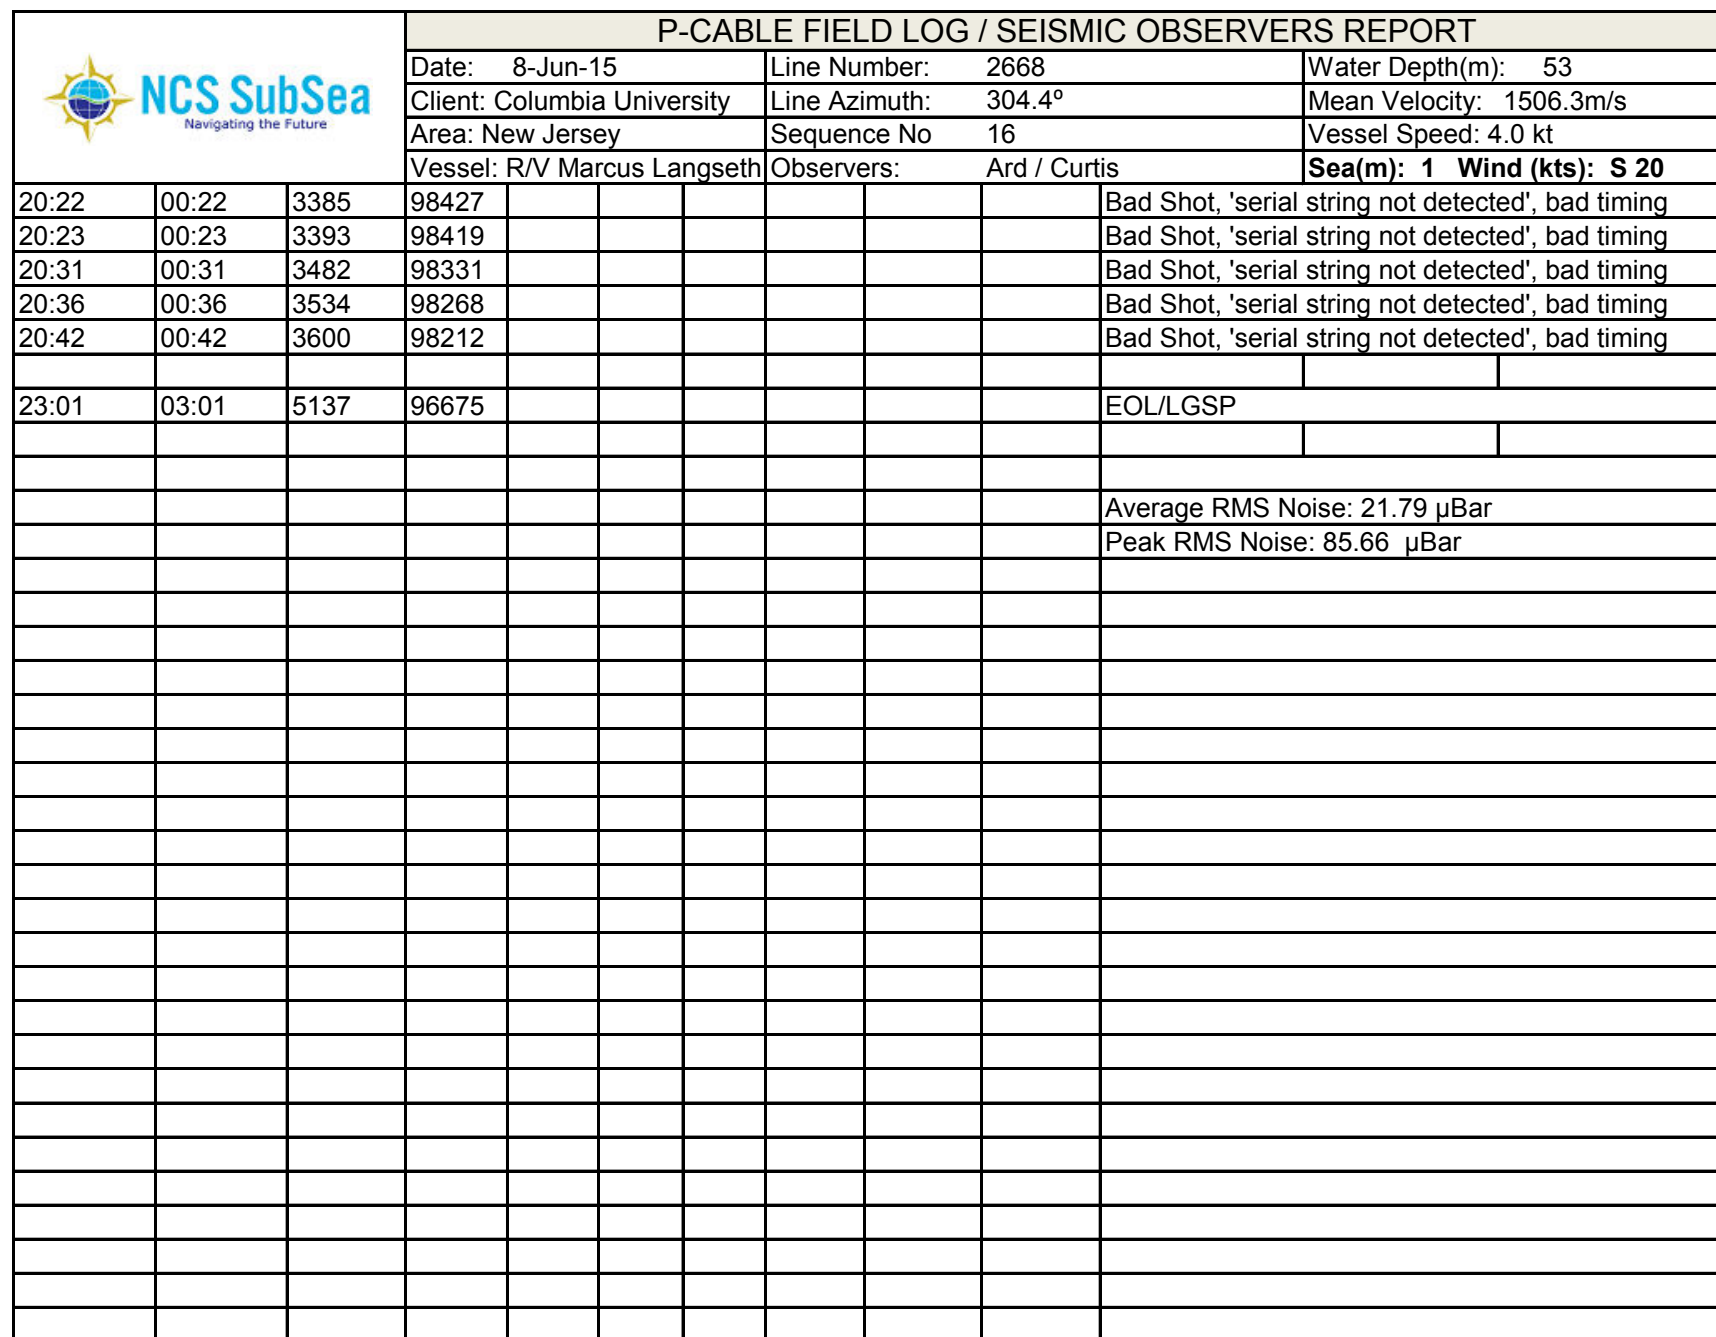 P-CABLE FIELD LOG / SEISMIC OBSERVERS REPORT
NCS SubSea
Navigating the Future
Date: 8-Jun-15 Line Number: 2668 Water Depth(m): 53
Client: Columbia University Line Azimuth: 304.4º Mean Velocity: 1506.3m/s
Area: New Jersey Sequence No 16 Vessel Speed: 4.0 kt
Vessel: R/V Marcus Langseth Observers: Ard / Curtis Sea(m): 1 Wind (kts): S 20
20:22 00:22 3385 98427 Bad Shot, 'serial string not detected', bad timing
20:23 00:23 3393 98419 Bad Shot, 'serial string not detected', bad timing
20:31 00:31 3482 98331 Bad Shot, 'serial string not detected', bad timing
20:36 00:36 3534 98268 Bad Shot, 'serial string not detected', bad timing
20:42 00:42 3600 98212 Bad Shot, 'serial string not detected', bad timing
23:01 03:01 5137 96675 EOL/LGSP
Average RMS Noise: 21.79 µBar
Peak RMS Noise: 85.66 µBar